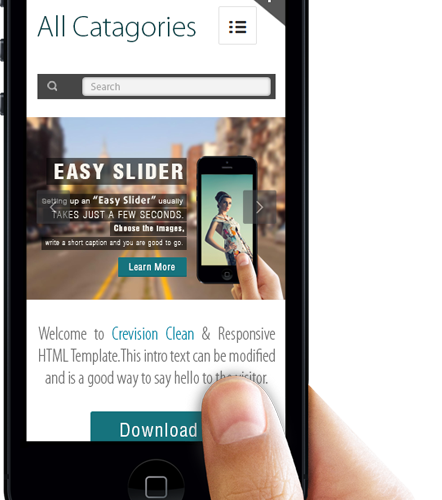 All Catagories
Search
EASY SLIDER
Getting up an "Easy Slider" usually
TAKES JUST A FEW SECONDS.
Choose the images,
write a short caption and you are good to go.
Learn More
Welcome to Crevision Clean & Responsive
HTML Template.This intro text can be modified
and is a good way to say hello to the visitor.
Download